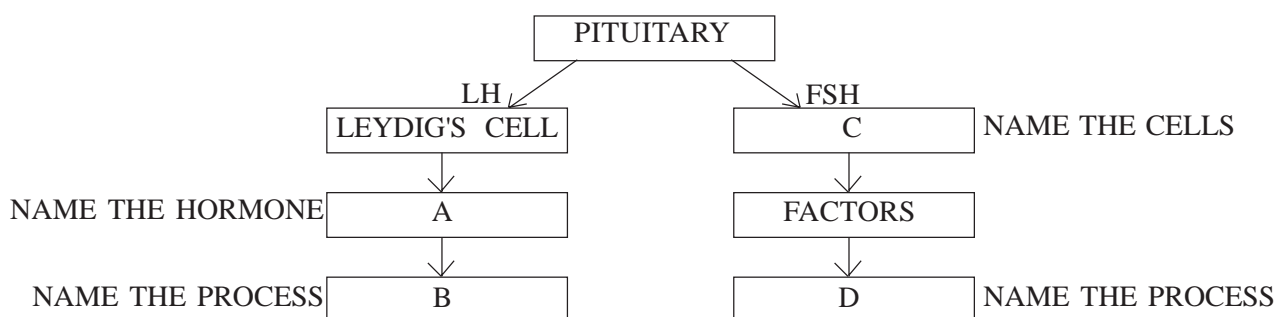 PITUITARY
LH FSH
LEYDIG'S CELL C NAME THE CELLS
NAME THE HORMONE A FACTORS
NAME THE PROCESS B D NAME THE PROCESS